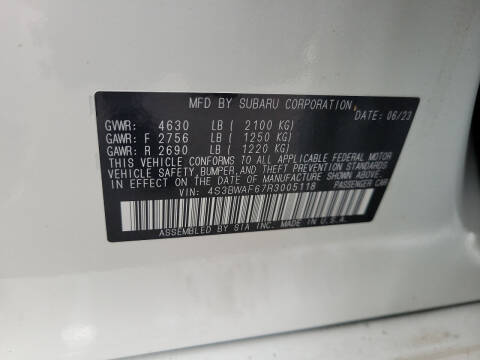 MFD BY SUBARU CORPORATION.
DATE: 06/23
GVWR: 4630 LB ( 2100 KG)
GAWR: F 2756 LB ( 1250 KG)
GAWR: R 2690 LB ( 1220 KG)
THIS VEHICLE CONFORMS TO ALL APPLICABLE FEDERAL MOTOR
VEHICLE SAFETY, BUMPER, AND THEFT PREVENTION STANDARDS
IN EFFECT ON THE DATE OF MANUFACTURE SHOWN ABOVE.
VIN: 4S3BWAF67R3005118 PASSENGER CAR
ASSEMBLED BY SIA INC. MADE IN U.S.A.